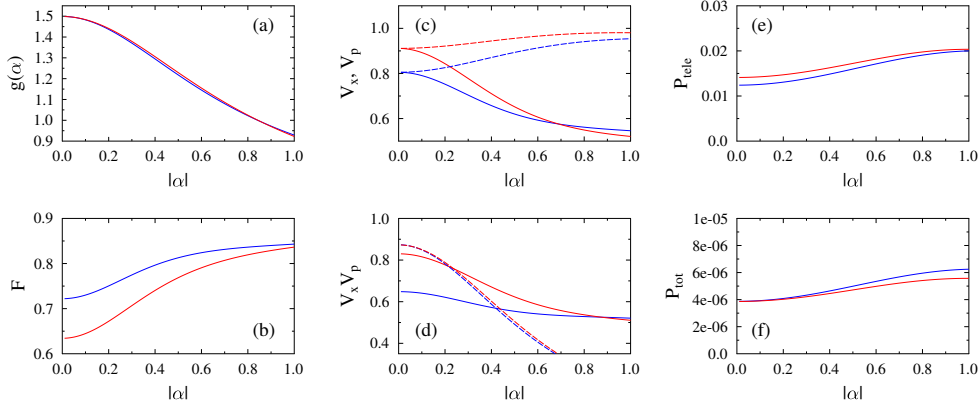 g(α)
1.5
1.4
1.3
1.2
1.1
1.0
0.9
(a)
0.0 0.2 0.4 0.6 0.8 1.0
|α|
V_x, V_p
1.0
0.8
0.6
(c)
0.0 0.2 0.4 0.6 0.8 1.0
|α|
P_tele
0.03
0.02
0.01
0.0
(e)
0.0 0.2 0.4 0.6 0.8 1.0
|α|
F
0.9
0.8
0.7
0.6
(b)
0.0 0.2 0.4 0.6 0.8 1.0
|α|
V_x V_p
1.0
0.8
0.6
0.4
(d)
0.0 0.2 0.4 0.6 0.8 1.0
|α|
P_tot
1e-05
8e-06
6e-06
4e-06
2e-06
0.0
(f)
0.0 0.2 0.4 0.6 0.8 1.0
|α|